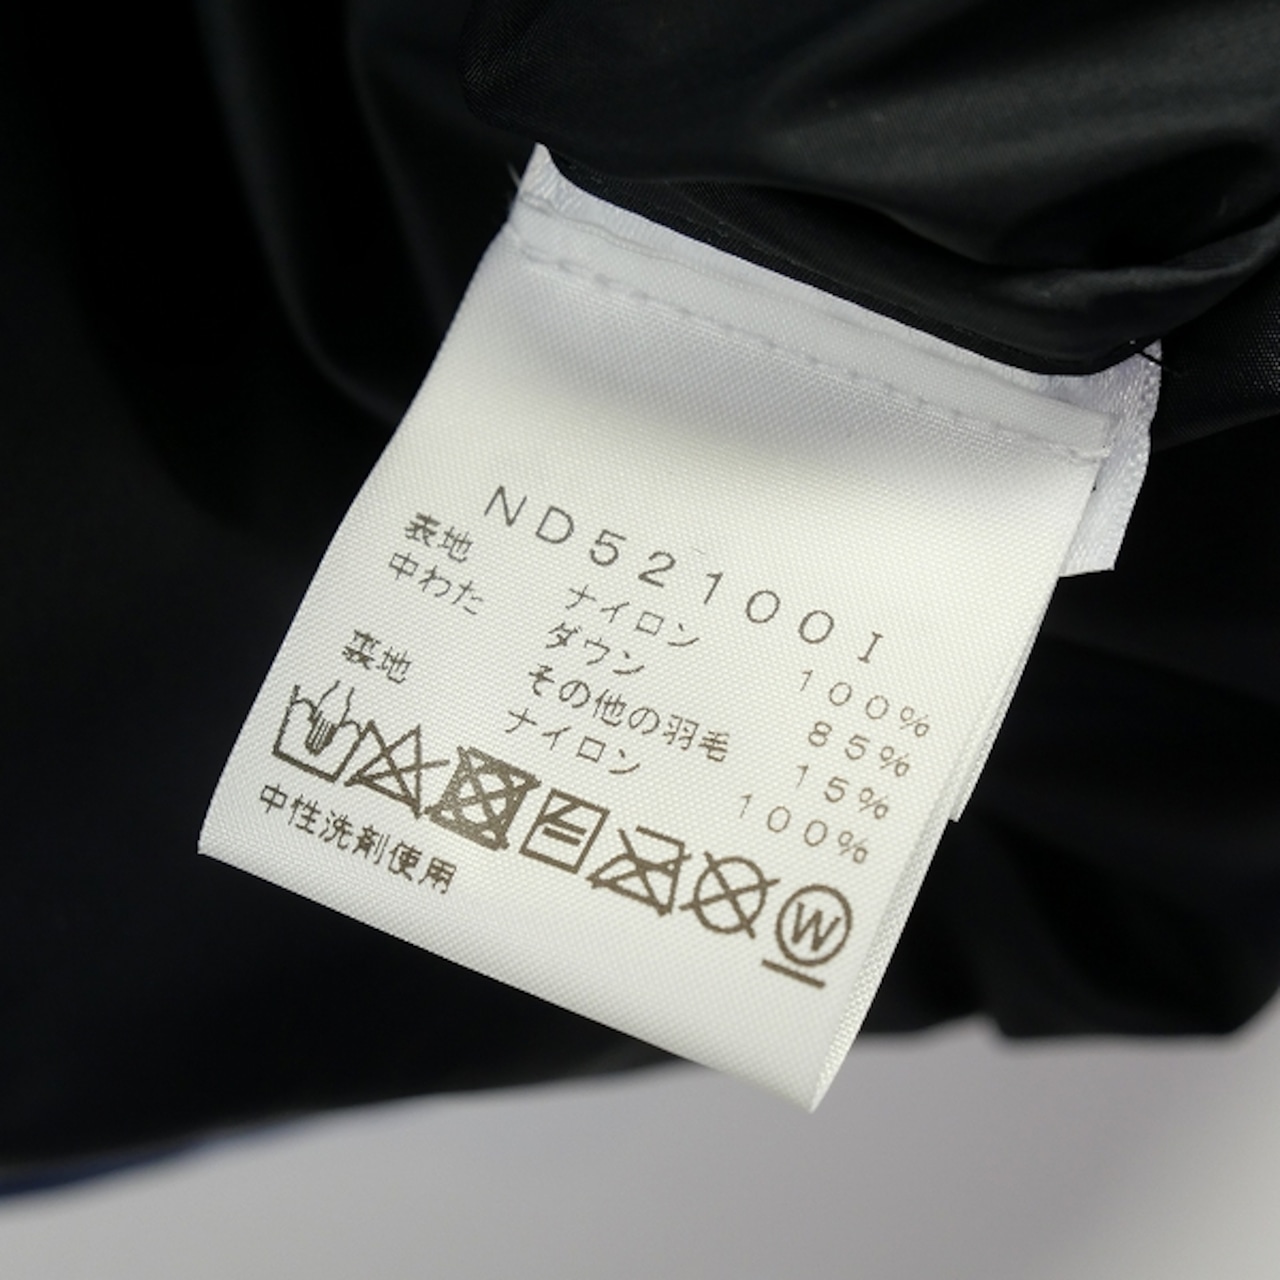 ND52100I
表地 ナイロン 100%
中わた ダウン 85%
その他の羽毛 15%
裏地 ナイロン 100%
W
中性洗剤使用